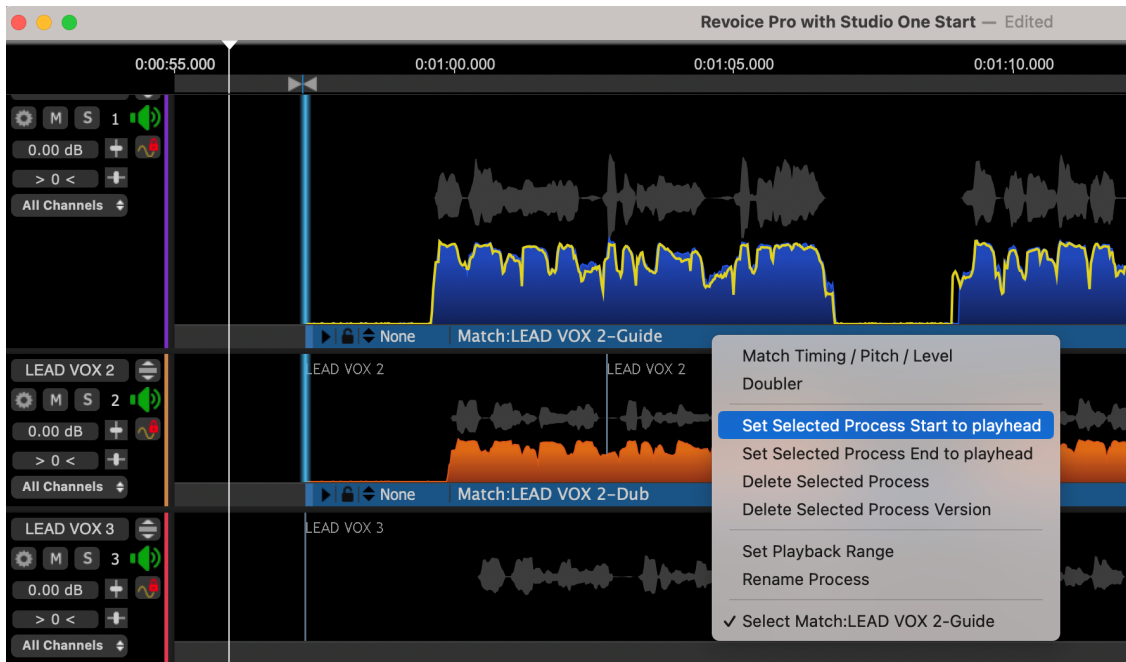 Revoice Pro with Studio One Start — Edited
0:00:55.000 0:01:00.000 0:01:05.000 0:01:10.000
M S 1
0.00 dB
> 0 <
All Channels
None Match:LEAD VOX 2-Guide
LEAD VOX 2
M S 2
0.00 dB
> 0 <
All Channels
LEAD VOX 2 LEAD VOX 2
None Match:LEAD VOX 2-Dub
LEAD VOX 3
M S 3
0.00 dB
> 0 <
All Channels
LEAD VOX 3
Match Timing / Pitch / Level
Doubler
Set Selected Process Start to playhead
Set Selected Process End to playhead
Delete Selected Process
Delete Selected Process Version
Set Playback Range
Rename Process
✓ Select Match:LEAD VOX 2-Guide